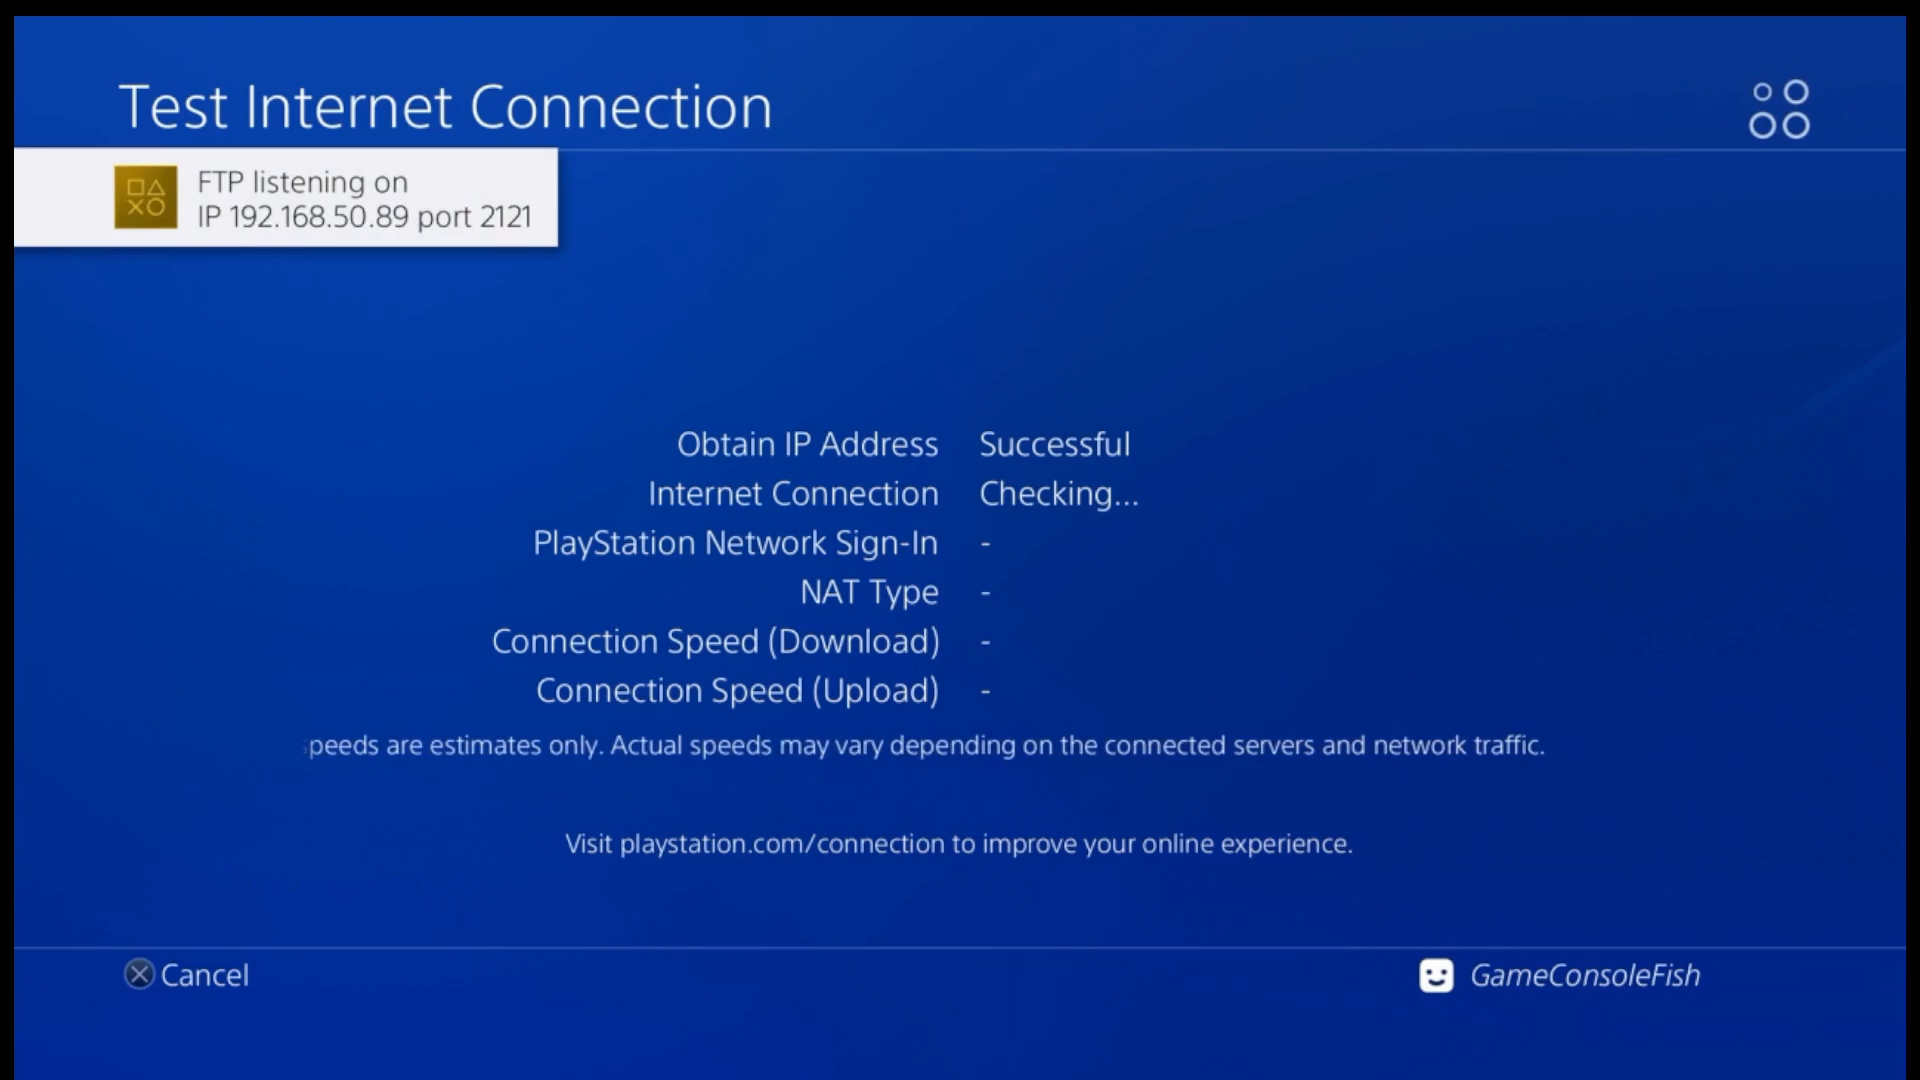 Test Internet Connection
FTP listening on
IP 192.168.50.89 port 2121
Obtain IP Address Successful
Internet Connection Checking...
PlayStation Network Sign-In -
NAT Type -
Connection Speed (Download) -
Connection Speed (Upload) -
speeds are estimates only. Actual speeds may vary depending on the connected servers and network traffic.
Visit playstation.com/connection to improve your online experience.
Cancel
GameConsoleFish